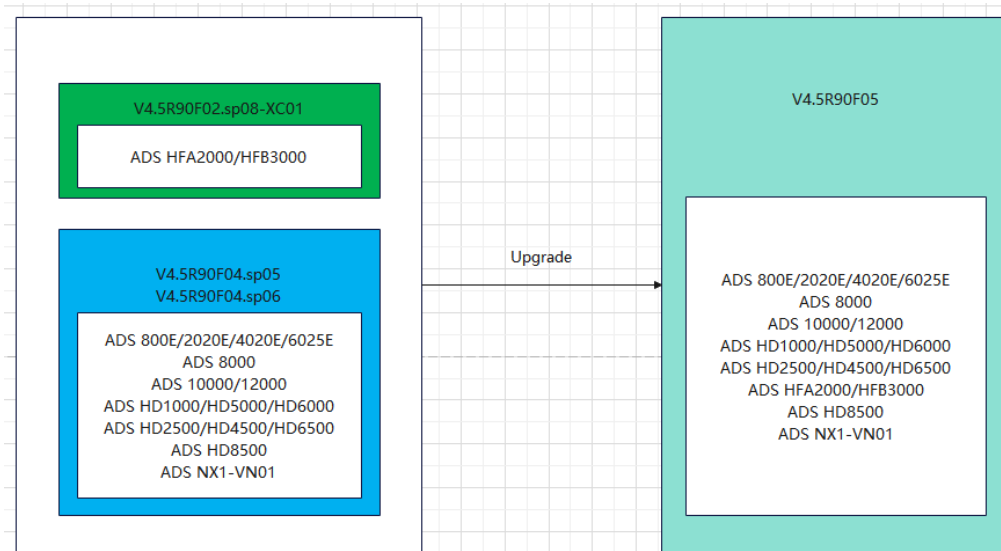 V4.5R90F02.sp08-XC01
ADS HFA2000/HFB3000
V4.5R90F04.sp05
V4.5R90F04.sp06
ADS 800E/2020E/4020E/6025E
ADS 8000
ADS 10000/12000
ADS HD1000/HD5000/HD6000
ADS HD2500/HD4500/HD6500
ADS HD8500
ADS NX1-VN01
Upgrade
V4.5R90F05
ADS 800E/2020E/4020E/6025E
ADS 8000
ADS 10000/12000
ADS HD1000/HD5000/HD6000
ADS HD2500/HD4500/HD6500
ADS HFA2000/HFB3000
ADS HD8500
ADS NX1-VN01